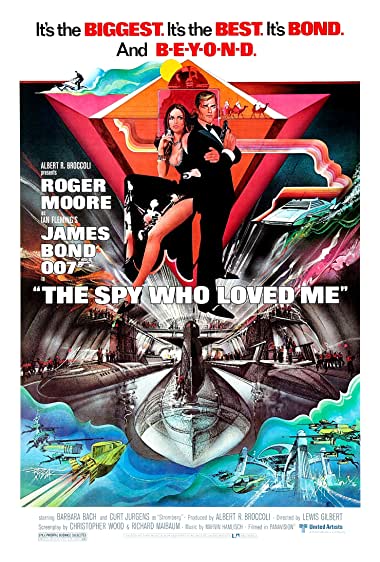 It's the BIGGEST. It's the BEST. It's BOND.
And B-E-Y-O-N-D.
ALBERT R. BROCCOLI
presents
ROGER
MOORE
as
IAN FLEMING'S
JAMES
BOND
007
in
"THE SPY WHO LOVED ME"
starring BARBARA BACH and CURT JURGENS as "Stromberg" · Produced by ALBERT R. BROCCOLI · Directed by LEWIS GILBERT
Screenplay by CHRISTOPHER WOOD & RICHARD MAIBAUM · Music by MARVIN HAMLISCH · Filmed in PANAVISION®
United Artists